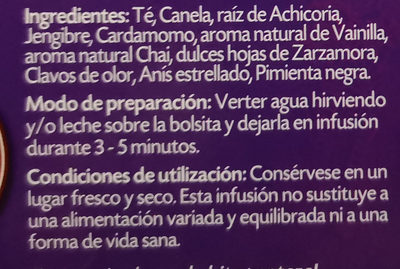 Ingredientes: Té, Canela, raíz de Achicoria,
Jengibre, Cardamomo, aroma natural de Vainilla,
aroma natural Chai, dulces hojas de Zarzamora,
Clavos de olor, Anís estrellado, Pimienta negra.
Modo de preparación: Verter agua hirviendo
y/o leche sobre la bolsita y dejarla en infusión
durante 3 - 5 minutos.
Condiciones de utilización: Consérvese en un
lugar fresco y seco. Esta infusión no sustituye a
una alimentación variada y equilibrada ni a una
forma de vida sana.